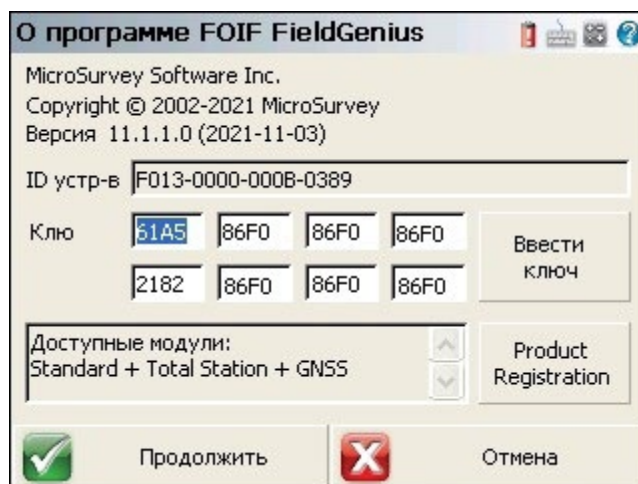 О программе FOIF FieldGenius
MicroSurvey Software Inc.
Copyright © 2002-2021 MicroSurvey
Версия 11.1.1.0 (2021-11-03)
ID устр-в F013-0000-000B-0389
Клю 61A5 86F0 86F0 86F0
2182 86F0 86F0 86F0
Ввести
ключ
Доступные модули:
Standard + Total Station + GNSS
Product
Registration
Продолжить
Отмена